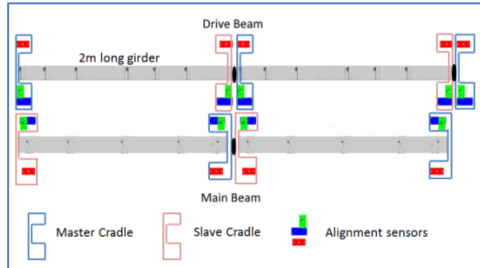 Drive Beam
2m long girder
Main Beam
Master Cradle
Slave Cradle
Alignment sensors